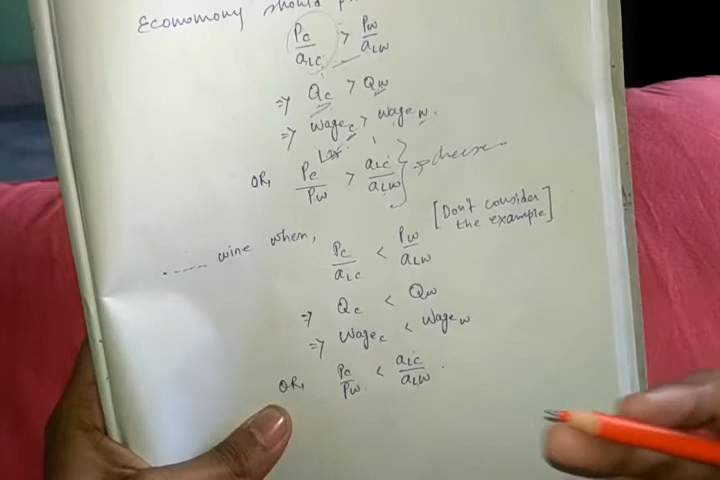 Economony should
Pc/aLC > Pw/aLW
=> Qc > Qw
=> Wagec > Wagew.
OR, Pc/Pw > aLC/aLW } → cheese
[Don't consider the example]
...... wine when,
Pc/aLC < Pw/aLW
=> Qc < Qw
=> Wagec < Wagew
OR, Pc/Pw < aLC/aLW.